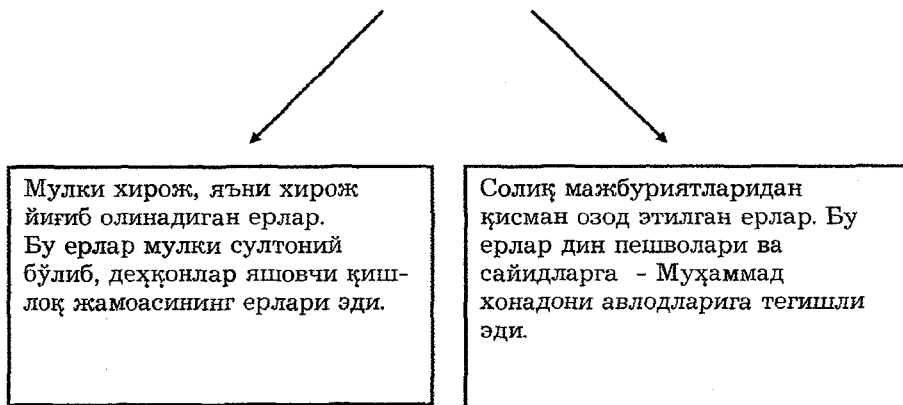 Мулки хирож, яъни хирож
йиғиб олинадиган ерлар.
Бу ерлар мулки султоний
бўлиб, деҳқонлар яшовчи қиш-
лоқ жамоасининг ерлари эди.
Солиқ мажбуриятларидан
қисман озод этилган ерлар. Бу
ерлар дин пешволари ва
сайидларга - Муҳаммад
хонадони авлодларига тегишли
эди.